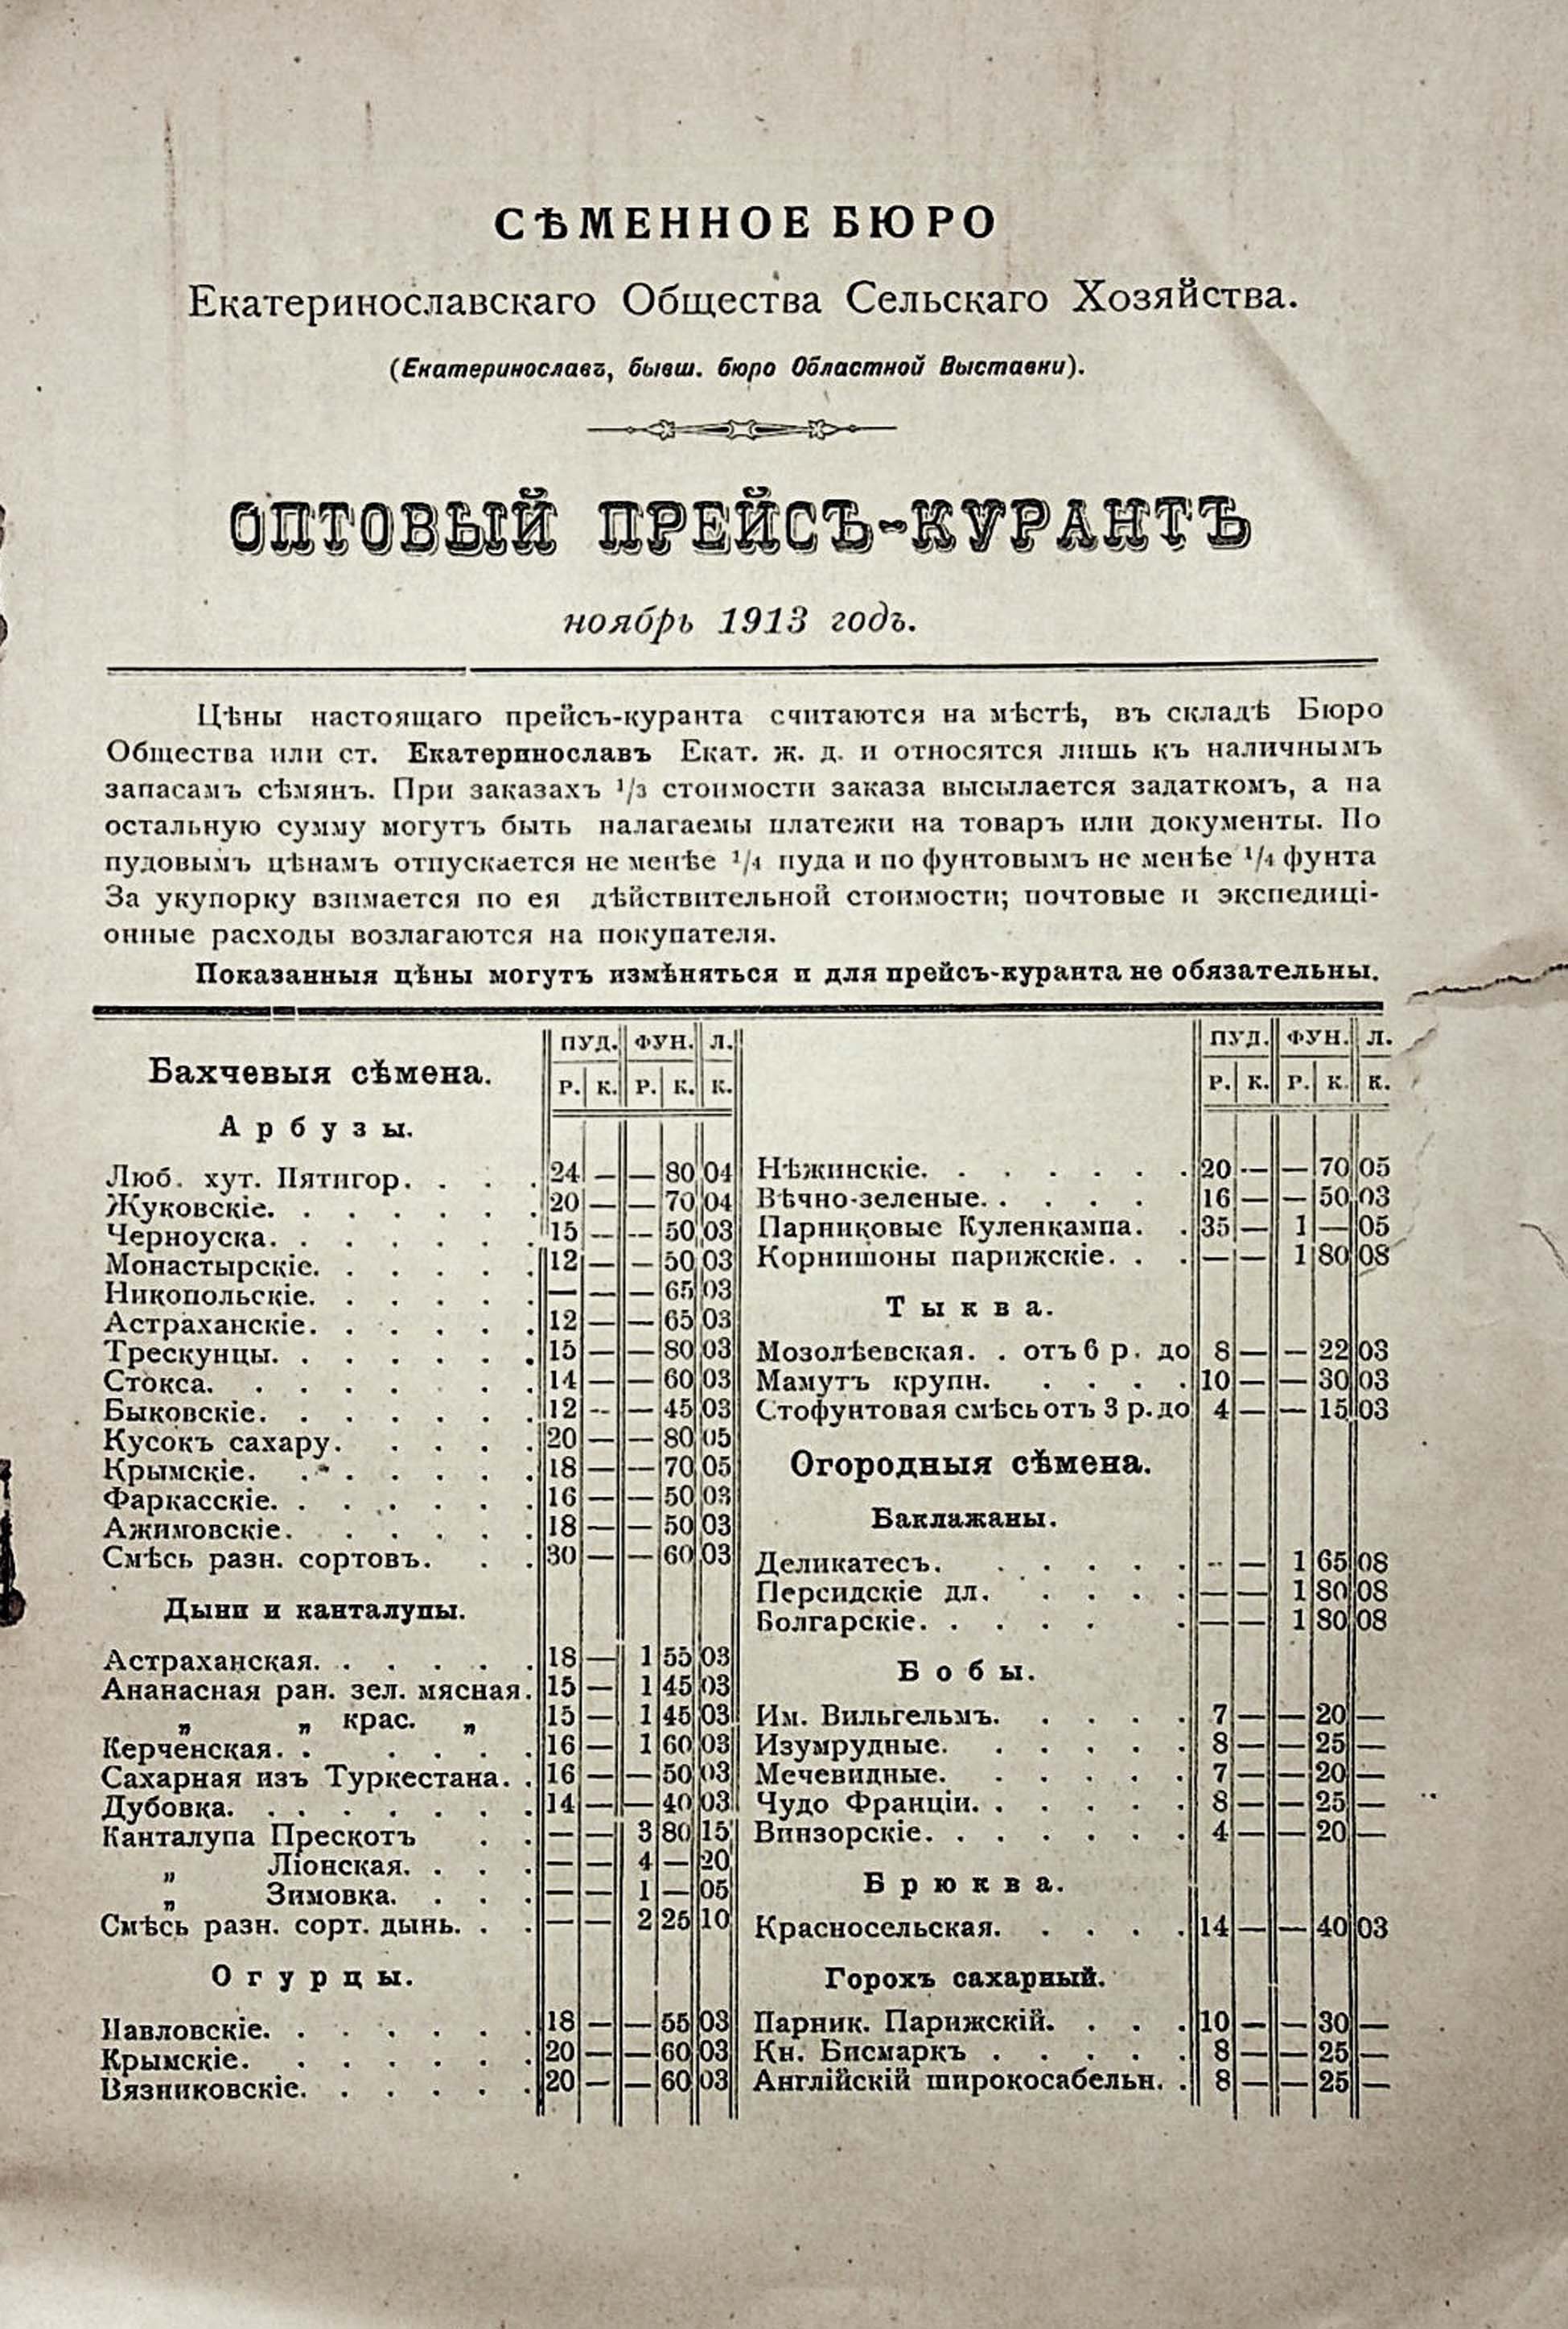 СѢМЕННОЕ БЮРО
Екатеринославскаго Общества Сельскаго Хозяйства.
(Екатеринославъ, бывш. бюро Областной Выставки).
ОПТОВЫЙ ПРЕЙСЪ-КУРАНТЪ
ноябрь 1913 годъ.
Цѣны настоящаго прейсъ-куранта считаются на мѣстѣ, въ складѣ Бюро
Общества или ст. Екатеринославъ Екат. ж. д. и относятся лишь къ наличнымъ
запасамъ сѣмянъ. При заказахъ 1/3 стоимости заказа высылается задаткомъ, а на
остальную сумму могутъ быть налагаемы платежи на товаръ или документы. По
пудовымъ цѣнамъ отпускается не менѣе 1/4 пуда и по фунтовымъ не менѣе 1/4 фунта
За укупорку взимается по ея дѣйствительной стоимости; почтовые и экспедиці-
онные расходы возлагаются на покупателя.
Показанныя цѣны могутъ измѣняться и для прейсъ-куранта не обязательны.
ПУД. ФУН. Л.
Р. К. Р. К. К.
Бахчевыя сѣмена.
Арбузы.
Люб. хут. Пятигор. . . . 24 — — 80 04
Жуковскіе. . . . . . . 20 — — 70 04
Черноуска. . . . . . . 15 — — 50 03
Монастырскіе. . . . . . 12 — — 50 03
Никопольскіе. . . . . . — — — 65 03
Астраханскіе. . . . . . 12 — — 65 03
Трескунцы. . . . . . . 15 — — 80 03
Стокса. . . . . . . . 14 — — 60 03
Быковскіе. . . . . . . 12 — — 45 03
Кусокъ сахару. . . . . 20 — — 80 05
Крымскіе. . . . . . . 18 — — 70 05
Фаркасскіе. . . . . . . 16 — — 50 03
Ажимовскіе. . . . . . 18 — — 50 03
Смѣсь разн. сортовъ. . . 30 — — 60 03
Дыни и канталупы.
Астраханская. . . . . . 18 — 1 55 03
Ананасная ран. зел. мясная. 15 — 1 45 03
„ „ крас. „ 15 — 1 45 03
Керченская. . . . . . 16 — 1 60 03
Сахарная изъ Туркестана. . 16 — — 50 03
Дубовка. . . . . . . . 14 — — 40 03
Канталупа Прескотъ . . — — 3 80 15
„ Ліонская. . . . — — 4 — 20
„ Зимовка. . . . — — 1 — 05
Смѣсь разн. сорт. дынь. . . — — 2 25 10
Огурцы.
Павловскіе. . . . . . . 18 — — 55 03
Крымскіе. . . . . . . 20 — — 60 03
Вязниковскіе. . . . . . 20 — — 60 03
ПУД. ФУН. Л.
Р. К. Р. К. К.
Нѣжинскіе. . . . . . . 20 — — 70 05
Вѣчно-зеленые. . . . . 16 — — 50 03
Парниковые Куленкампа. . 35 — 1 — 05
Корнишоны парижскіе. . . — — 1 80 08
Тыква.
Мозолѣевская. . отъ 6 р. до 8 — — 22 03
Мамутъ крупн. . . . . 10 — — 30 03
Стофунтовая смѣсь отъ 3 р. до 4 — — 15 03
Огородныя сѣмена.
Баклажаны.
Деликатесъ. . . . . . — — 1 65 08
Персидскіе дл. . . . . — — 1 80 08
Болгарскіе. . . . . . — — 1 80 08
Бобы.
Им. Вильгельмъ. . . . . 7 — — 20 —
Изумрудные. . . . . . 8 — — 25 —
Мечевидные. . . . . . 7 — — 20 —
Чудо Франціи. . . . . . 8 — — 25 —
Винзорскіе. . . . . . . 4 — — 20 —
Брюква.
Красносельская. . . . . 14 — — 40 03
Горохъ сахарный.
Парник. Парижскій. . . . 10 — — 30 —
Кн. Бисмаркъ . . . . . 8 — — 25 —
Англійскій широкосабельн. . 8 — — 25 —